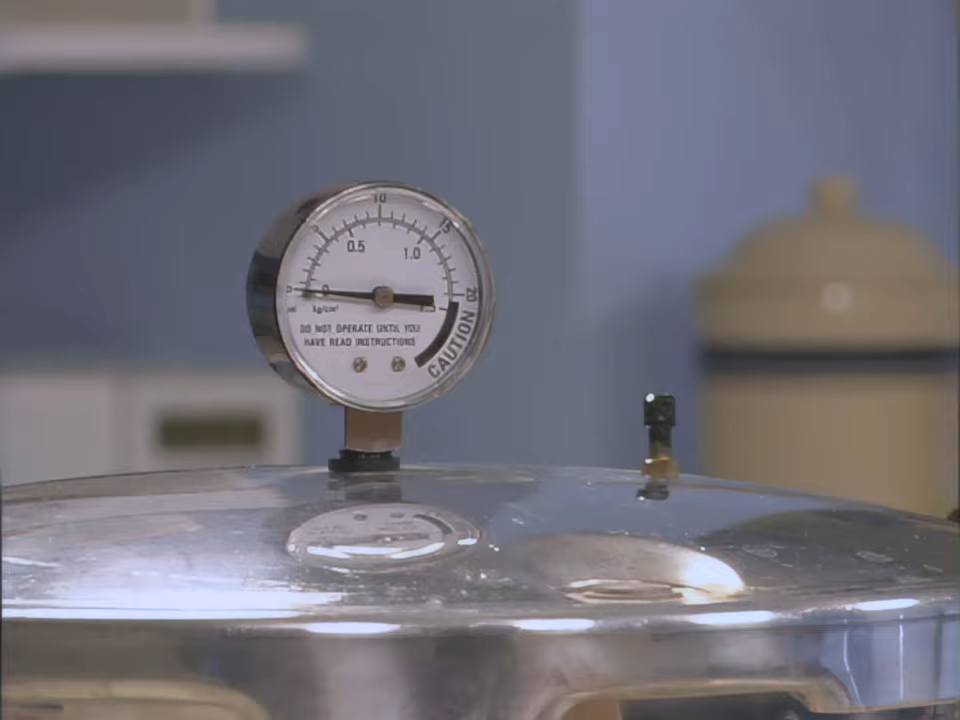 10
15
0.5
1.0
0
20
kg/cm²
DO NOT OPERATE UNTIL YOU
HAVE READ INSTRUCTIONS
CAUTION